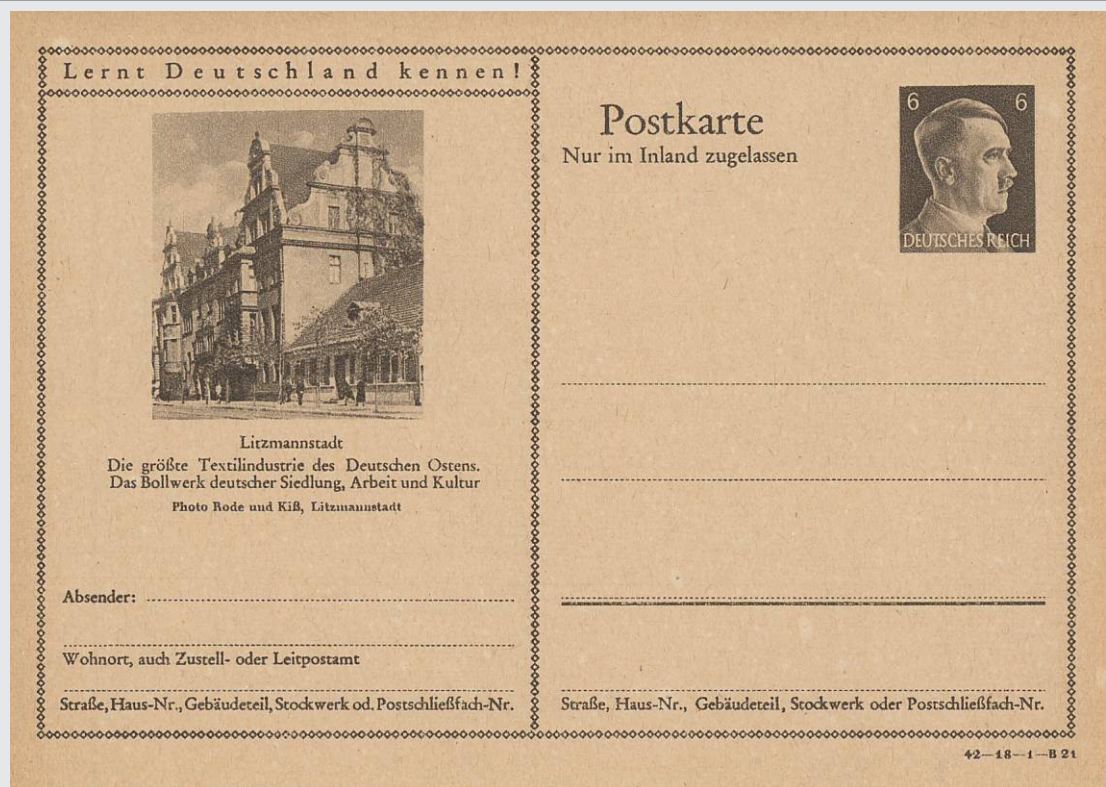 Lernt Deutschland kennen!
Litzmannstadt
Die größte Textilindustrie des Deutschen Ostens.
Das Bollwerk deutscher Siedlung, Arbeit und Kultur
Photo Rode und Kiß, Litzmannstadt
Absender:
Wohnort, auch Zustell- oder Leitpostamt
Straße, Haus-Nr., Gebäudeteil, Stockwerk od. Postschließfach-Nr.
Postkarte
Nur im Inland zugelassen
6 6
DEUTSCHES REICH
Straße, Haus-Nr., Gebäudeteil, Stockwerk oder Postschließfach-Nr.
42—18—1—B 21